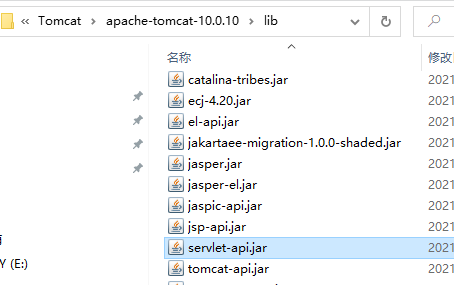 « Tomcat › apache-tomcat-10.0.10 › lib
名称
修改
catalina-tribes.jar 2021
ecj-4.20.jar 2021
el-api.jar 2021
jakartaee-migration-1.0.0-shaded.jar 2021
jasper.jar 2021
jasper-el.jar 2021
jaspic-api.jar 2021
jsp-api.jar 2021
servlet-api.jar 2021
Y (E:)
tomcat-api.jar 2021